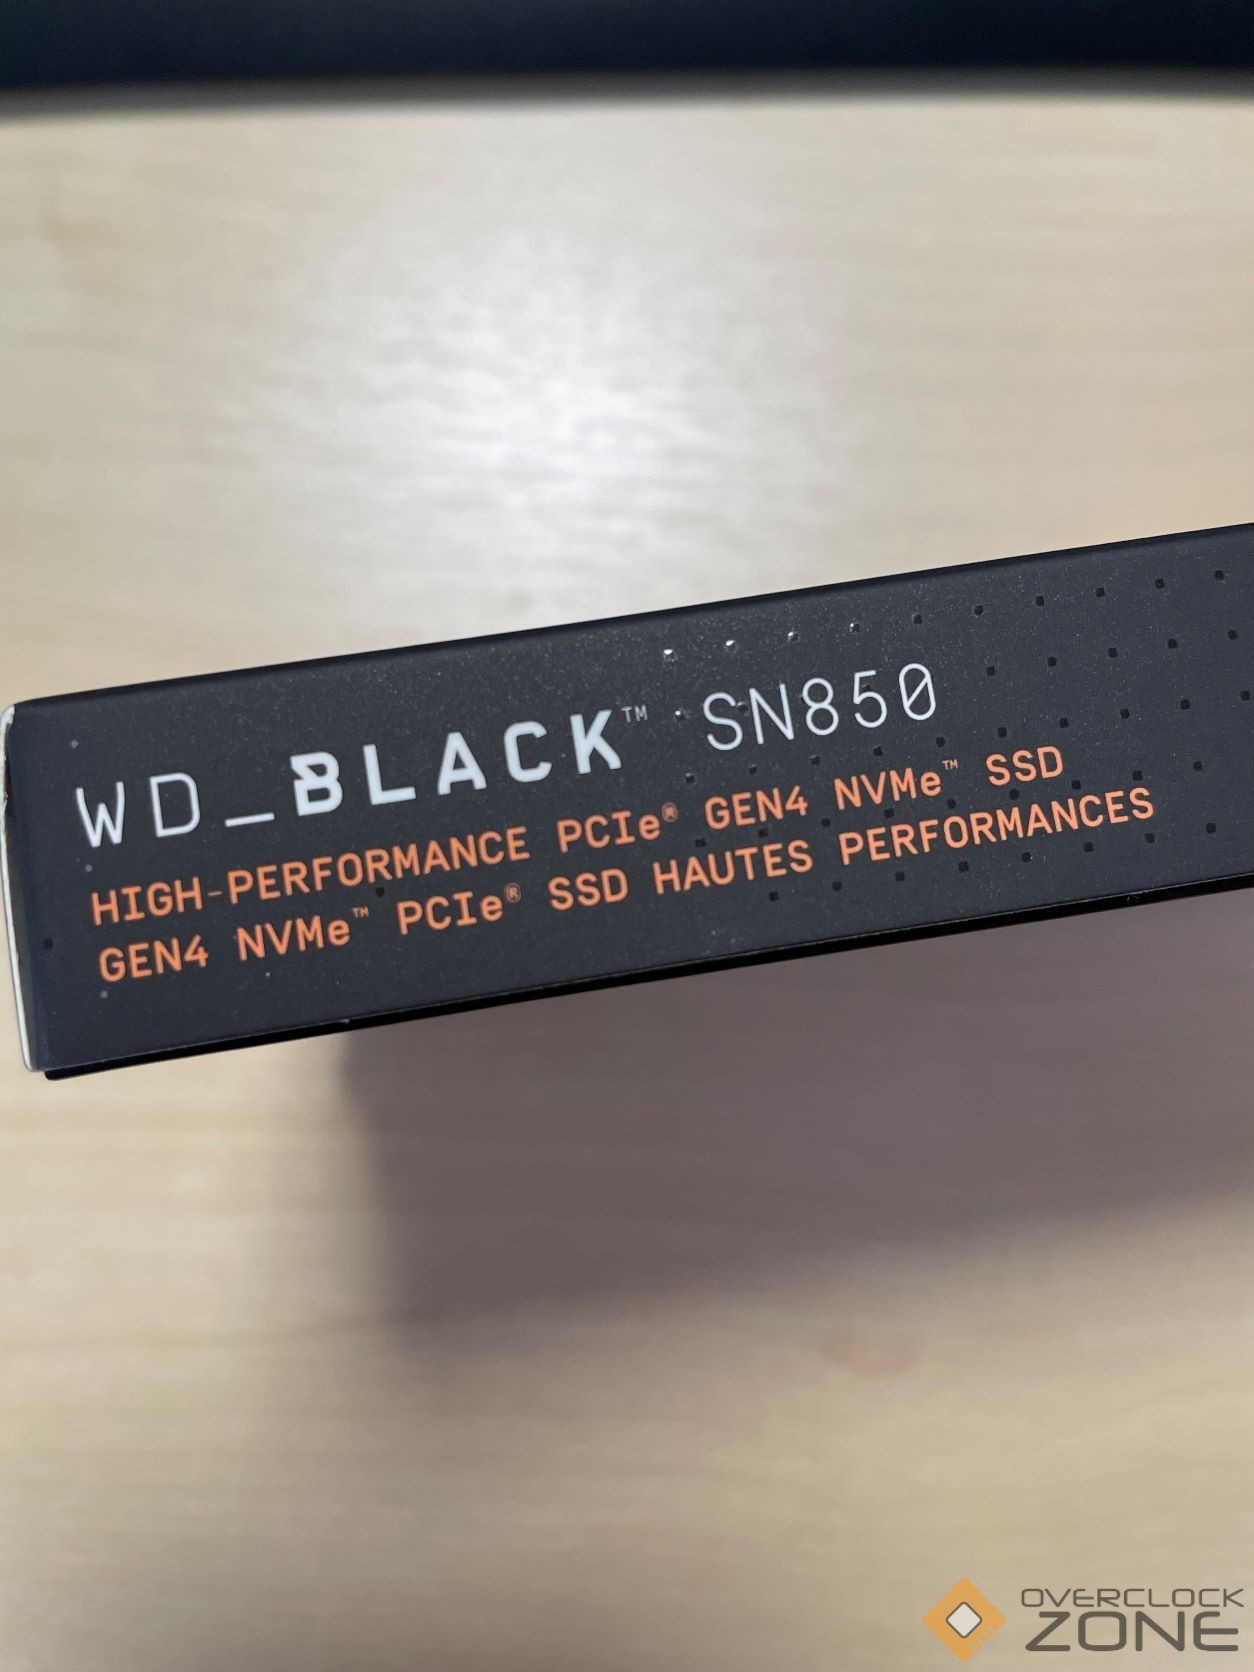 WD_BLACK™ SN850
HIGH-PERFORMANCE PCIe® GEN4 NVMe™ SSD
GEN4 NVMe™ PCIe® SSD HAUTES PERFORMANCES
OVERCLOCK
ZONE